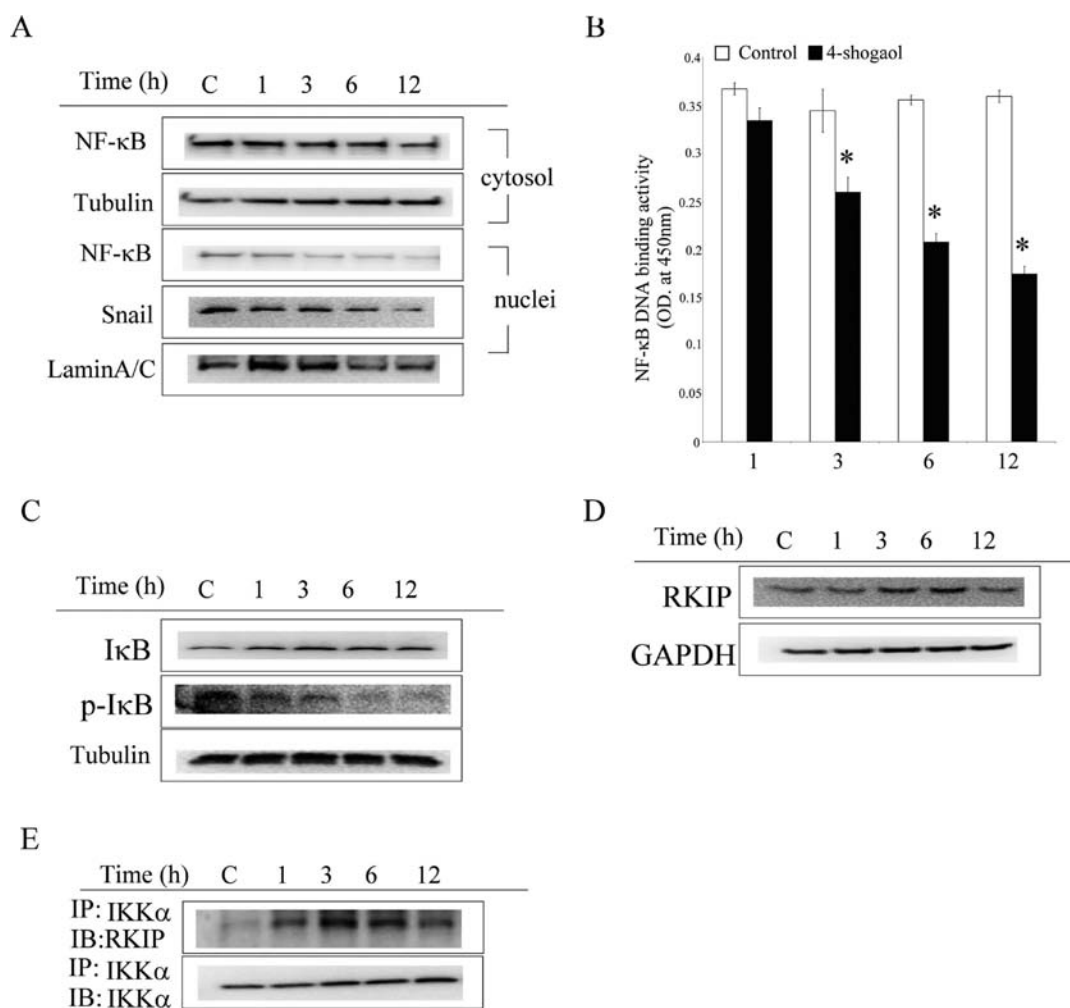 A
Time (h) C 1 3 6 12
NF-κB
cytosol
Tubulin
NF-κB
nuclei
Snail
LaminA/C
B
Control 4-shogaol
NF-κB DNA binding activity
(OD. at 450nm)
0.4
0.35
0.3
0.25
0.2
0.15
0.1
0.05
0
* * *
1 3 6 12
C
Time (h) C 1 3 6 12
IκB
p-IκB
Tubulin
D
Time (h) C 1 3 6 12
RKIP
GAPDH
E
Time (h) C 1 3 6 12
IP: IKKα
IB:RKIP
IP: IKKα
IB: IKKα